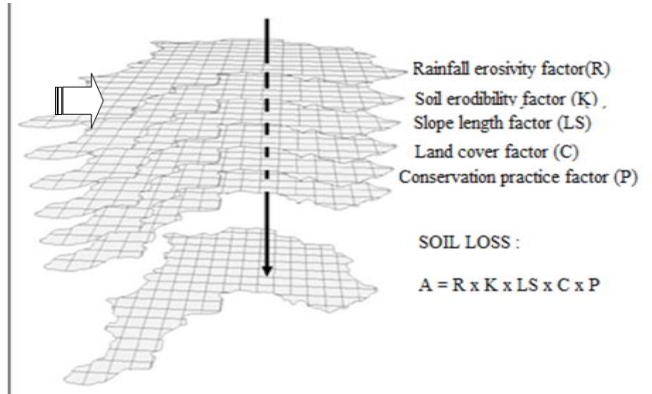 Rainfall erosivity factor(R)
Soil erodibility factor (K) ,
Slope length factor (LS)
Land cover factor (C)
Conservation practice factor (P)
SOIL LOSS :
A = R x K x LS x C x P